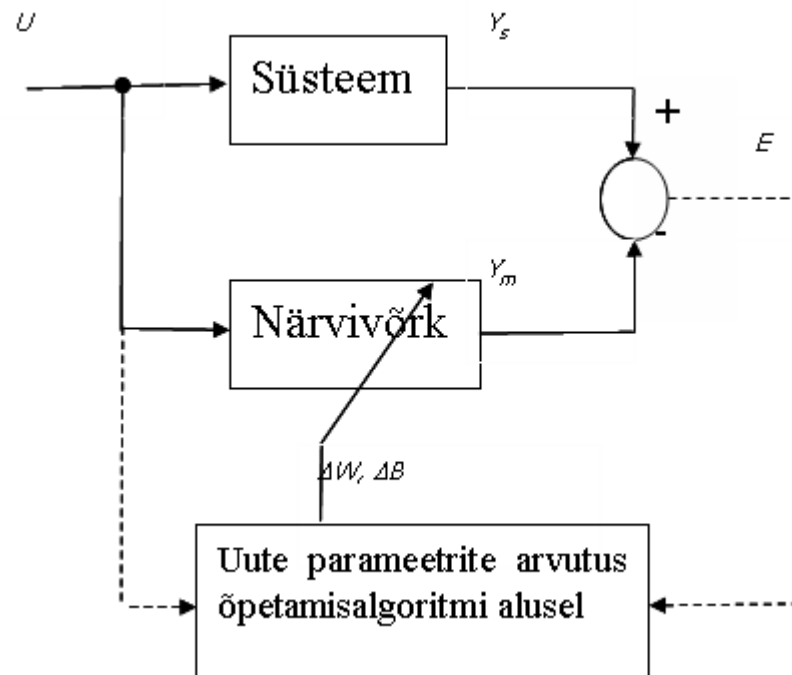 U
Y_s
Süsteem
+
E
-
Y_m
Närvivõrk
ΔW, ΔB
Uute parameetrite arvutus
õpetamisalgoritmi alusel